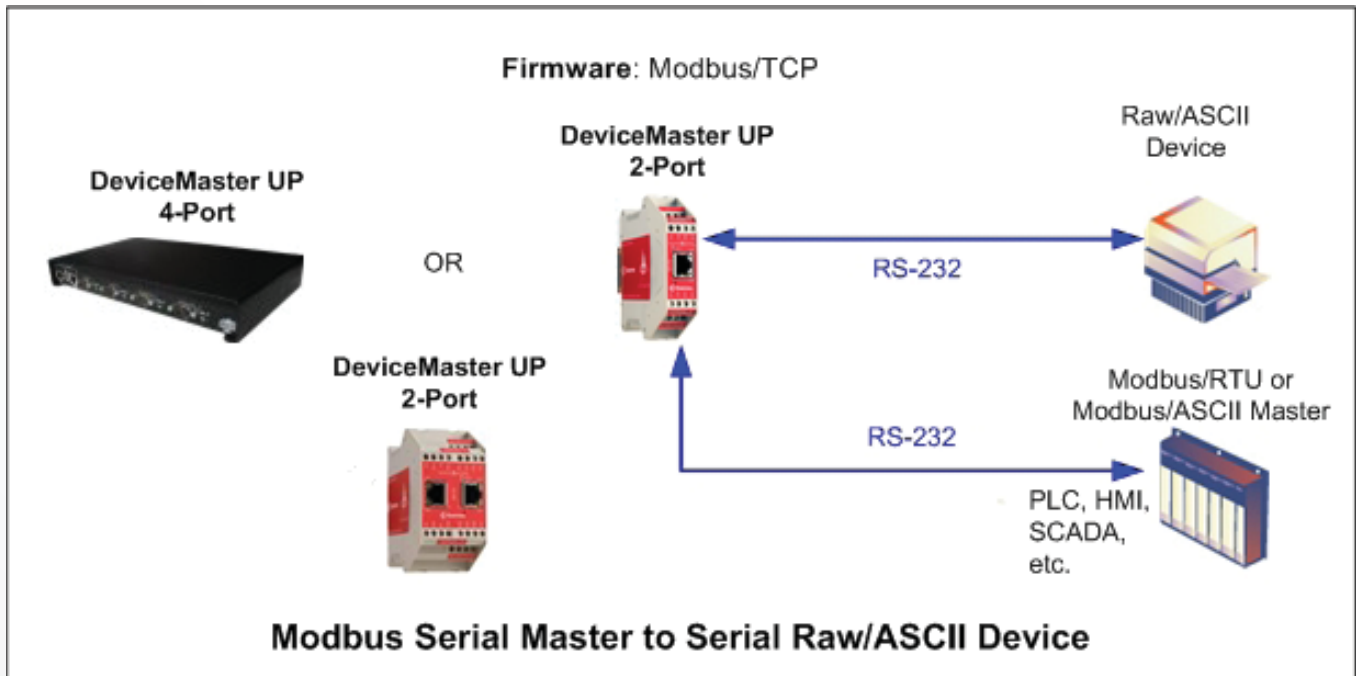 Firmware: Modbus/TCP
DeviceMaster UP
4-Port
OR
DeviceMaster UP
2-Port
DeviceMaster UP
2-Port
RS-232
Raw/ASCII
Device
RS-232
Modbus/RTU or
Modbus/ASCII Master
PLC, HMI,
SCADA,
etc.
Modbus Serial Master to Serial Raw/ASCII Device